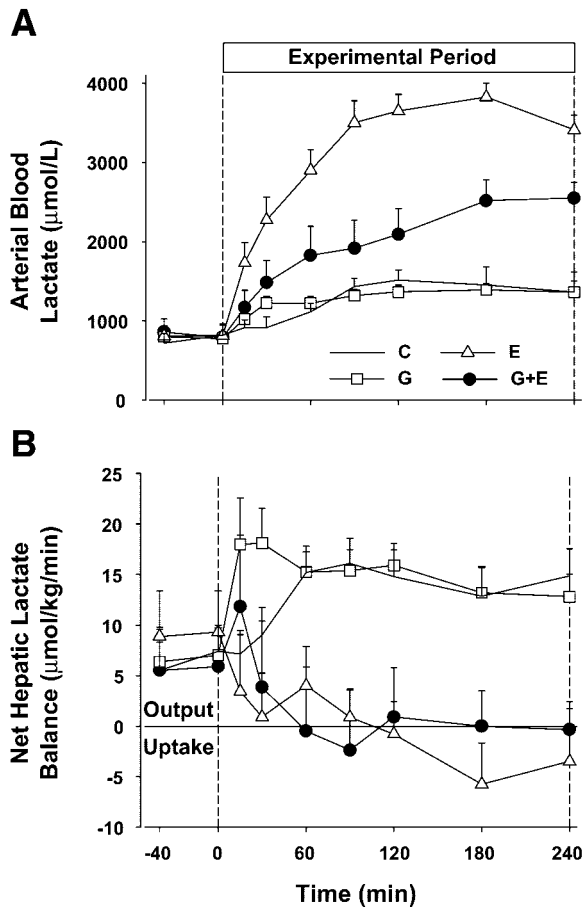 A
Experimental Period
Arterial Blood
Lactate (μmol/L)
4000
3000
2000
1000
0
C
E
G
G+E
B
Net Hepatic Lactate
Balance (μmol/kg/min)
25
20
15
10
5
0
-5
-10
Output
Uptake
-40
0
60
120
180
240
Time (min)